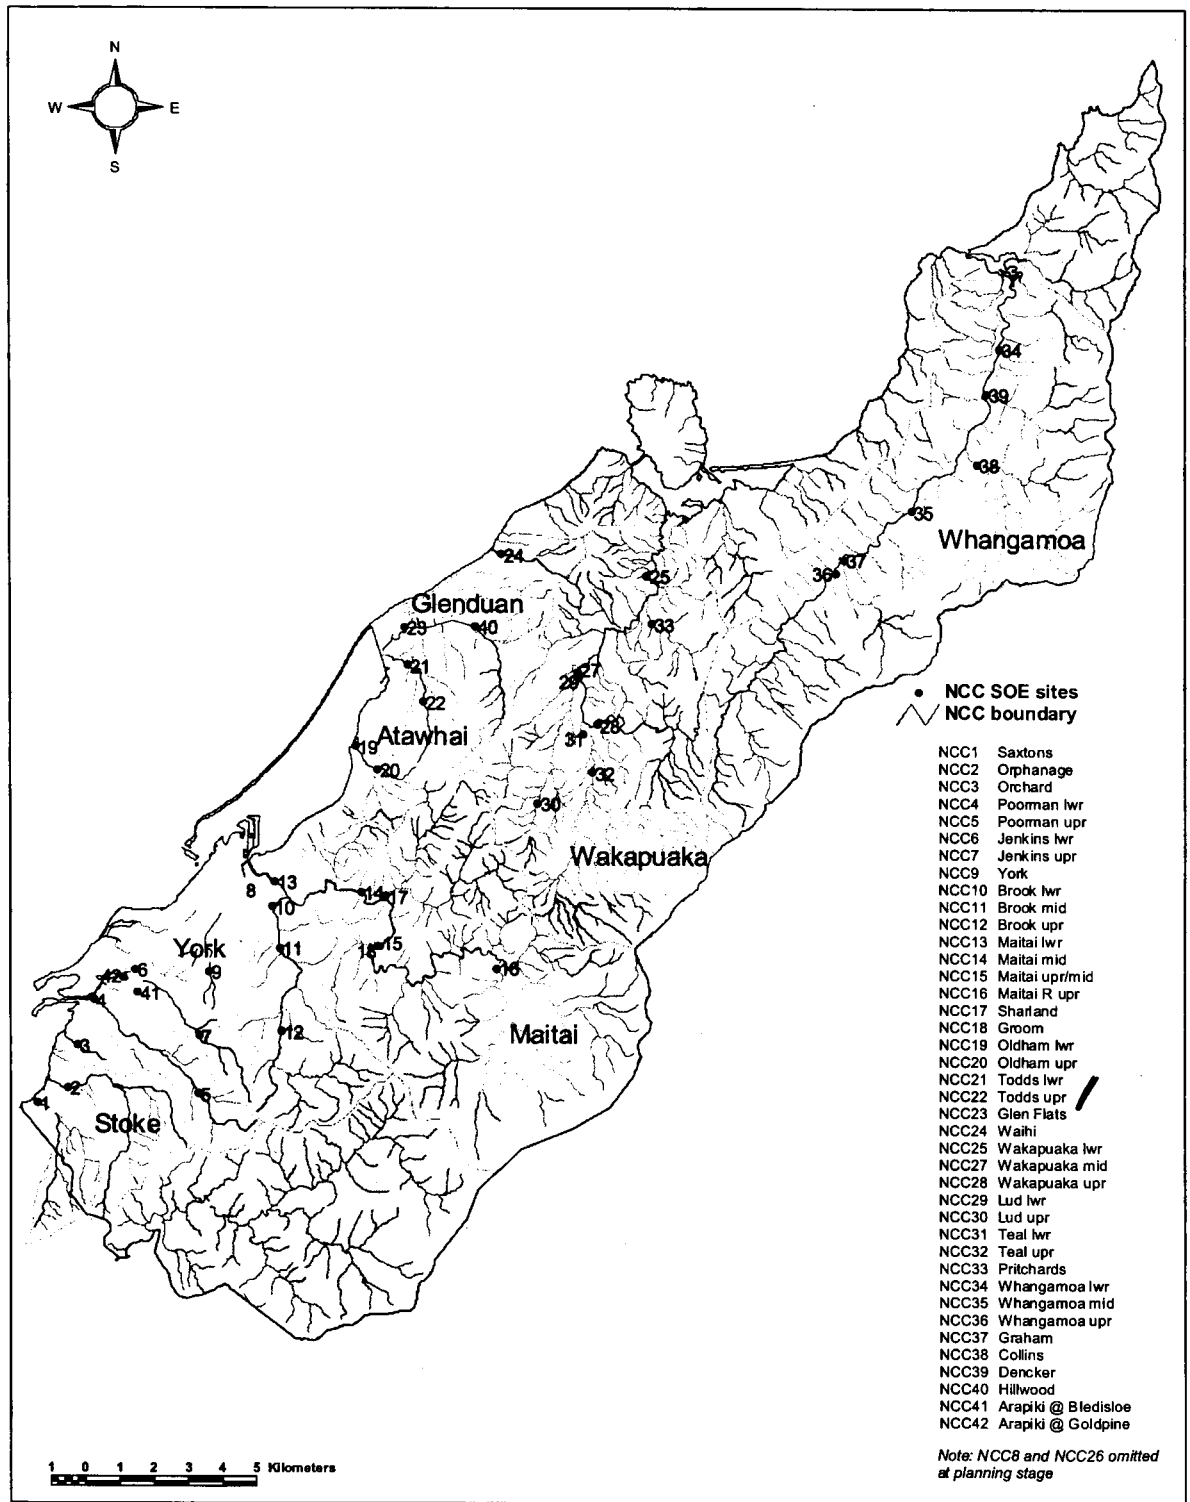 N
W E
S
3
34
39
38
35
Whangamoa
37
36
24
25
Glenduan
23
40
33
21
27
29
22
28
31
19
Atawhai
20
32
30
Wakapuaka
8
13
14
17
10
11
15
18
16
York
9
6
42
41
4
12
7
Maitai
3
5
2
1
Stoke
NCC SOE sites
NCC boundary
NCC1 Saxtons
NCC2 Orphanage
NCC3 Orchard
NCC4 Poorman lwr
NCC5 Poorman upr
NCC6 Jenkins lwr
NCC7 Jenkins upr
NCC9 York
NCC10 Brook lwr
NCC11 Brook mid
NCC12 Brook upr
NCC13 Maitai lwr
NCC14 Maitai mid
NCC15 Maitai upr/mid
NCC16 Maitai R upr
NCC17 Sharland
NCC18 Groom
NCC19 Oldham lwr
NCC20 Oldham upr
NCC21 Todds lwr
NCC22 Todds upr
NCC23 Glen Flats
NCC24 Waihi
NCC25 Wakapuaka lwr
NCC27 Wakapuaka mid
NCC28 Wakapuaka upr
NCC29 Lud lwr
NCC30 Lud upr
NCC31 Teal lwr
NCC32 Teal upr
NCC33 Pritchards
NCC34 Whangamoa lwr
NCC35 Whangamoa mid
NCC36 Whangamoa upr
NCC37 Graham
NCC38 Collins
NCC39 Dencker
NCC40 Hillwood
NCC41 Arapiki @ Bledisloe
NCC42 Arapiki @ Goldpine
Note: NCC8 and NCC26 omitted
at planning stage
1 0 1 2 3 4 5 Kilometers